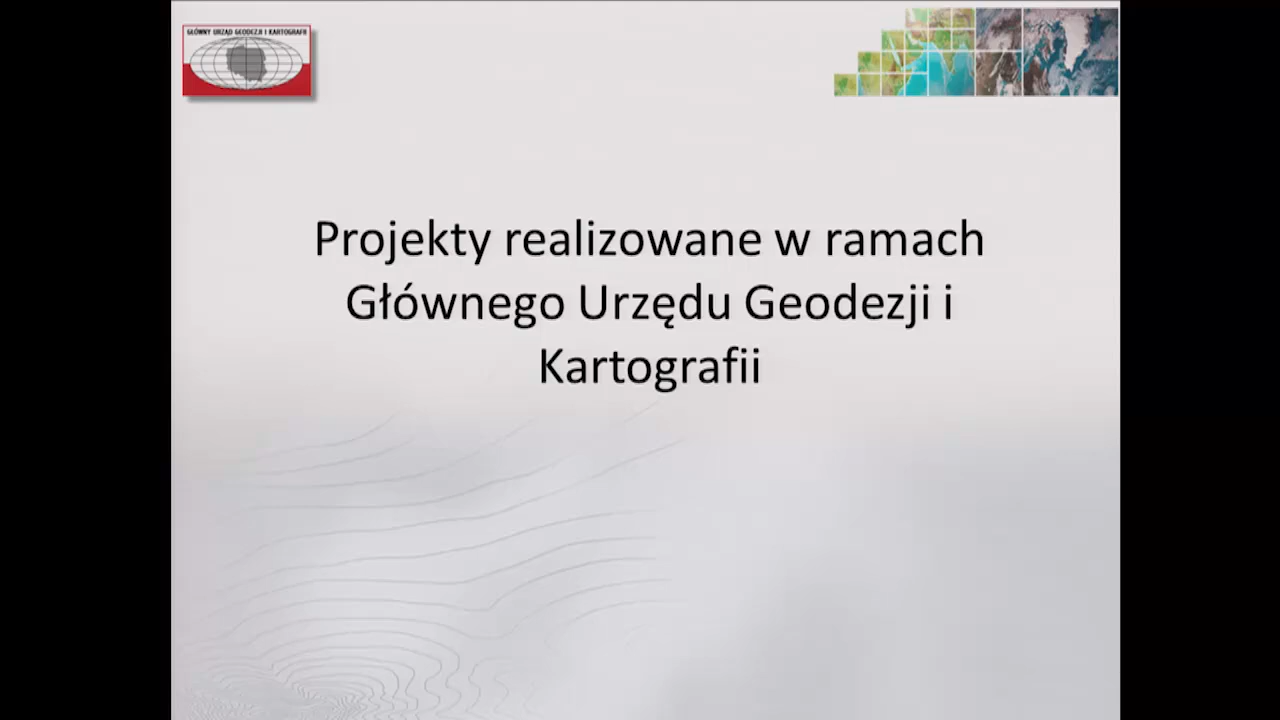 GŁÓWNY URZĄD GEODEZJI I KARTOGRAFII
Projekty realizowane w ramach
Głównego Urzędu Geodezji i
Kartografii